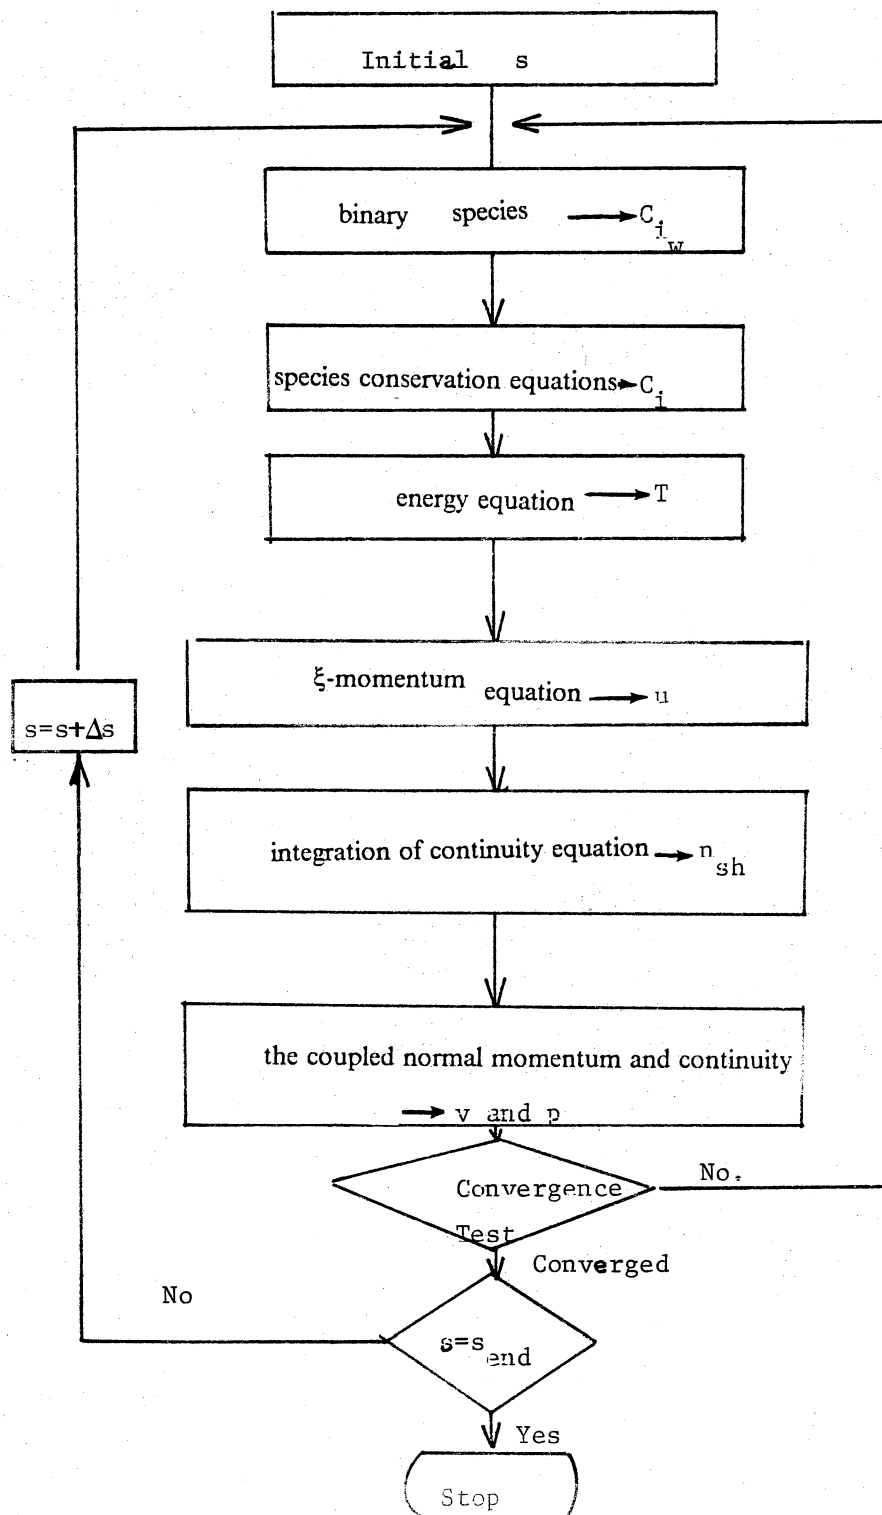 Initial s
binary species → C_i_w
species conservation equations → C_i
energy equation → T
ξ-momentum equation → u
s=s+Δs
integration of continuity equation → n_sh
the coupled normal momentum and continuity
→ v and p
Convergence
No.
Test
Converged
No
s=s_end
Yes
Stop